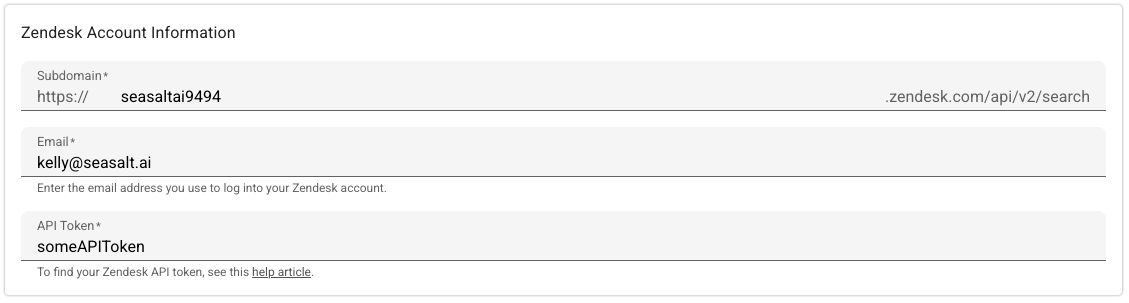 Zendesk Account Information
Subdomain*
https:// seasaltai9494 .zendesk.com/api/v2/search
Email*
kelly@seasalt.ai
Enter the email address you use to log into your Zendesk account.
API Token*
someAPIToken
To find your Zendesk API token, see this help article.